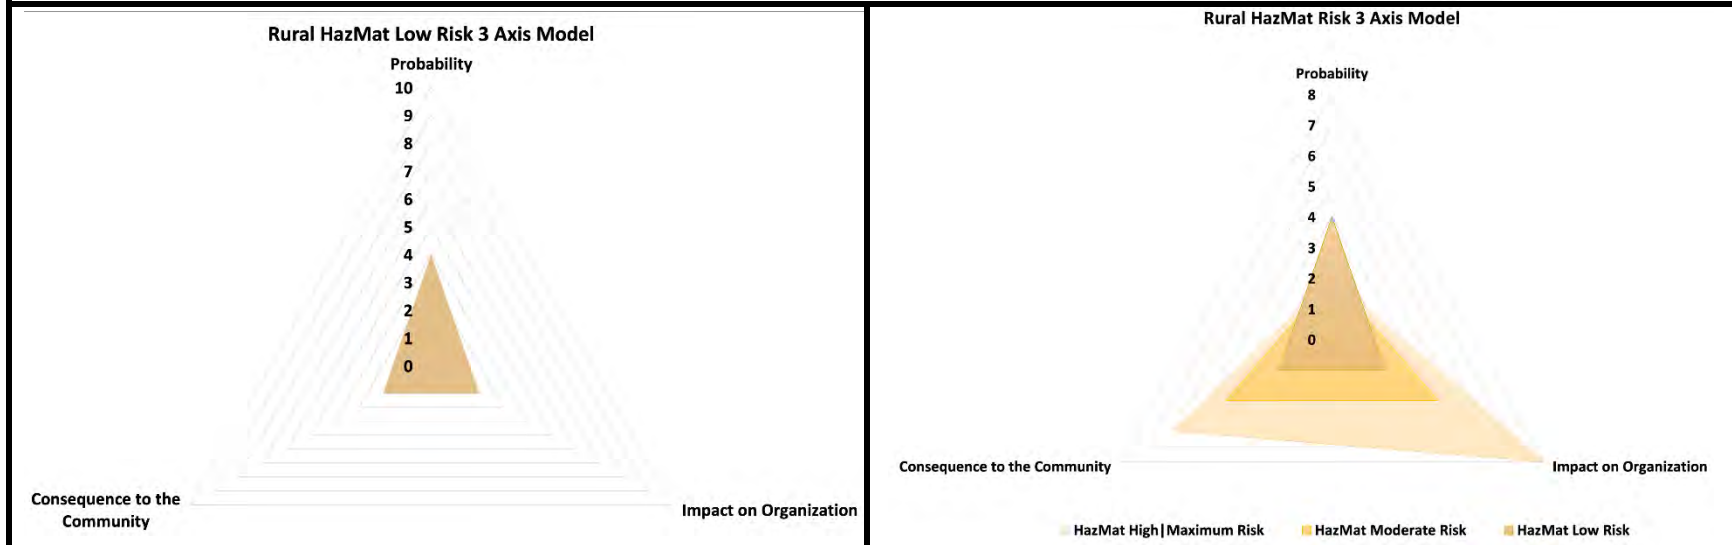 Rural HazMat Low Risk 3 Axis Model
Probability
10
9
8
7
6
5
4
3
2
1
0
Consequence to the
Community
Impact on Organization
Rural HazMat Risk 3 Axis Model
Probability
8
7
6
5
4
3
2
1
0
Consequence to the Community
Impact on Organization
HazMat High|Maximum Risk HazMat Moderate Risk HazMat Low Risk